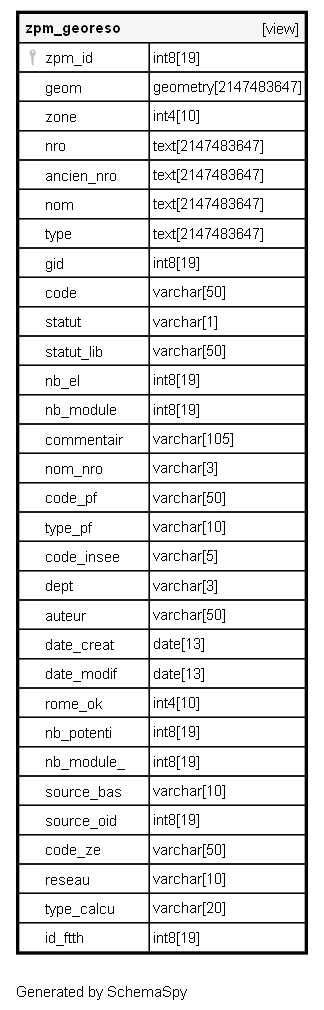 zpm_georeso [view]
zpm_id int8[19]
geom geometry[2147483647]
zone int4[10]
nro text[2147483647]
ancien_nro text[2147483647]
nom text[2147483647]
type text[2147483647]
gid int8[19]
code varchar[50]
statut varchar[1]
statut_lib varchar[50]
nb_el int8[19]
nb_module int8[19]
commentair varchar[105]
nom_nro varchar[3]
code_pf varchar[50]
type_pf varchar[10]
code_insee varchar[5]
dept varchar[3]
auteur varchar[50]
date_creat date[13]
date_modif date[13]
rome_ok int4[10]
nb_potenti int8[19]
nb_module_ int8[19]
source_bas varchar[10]
source_oid int8[19]
code_ze varchar[50]
reseau varchar[10]
type_calcu varchar[20]
id_ftth int8[19]
Generated by SchemaSpy